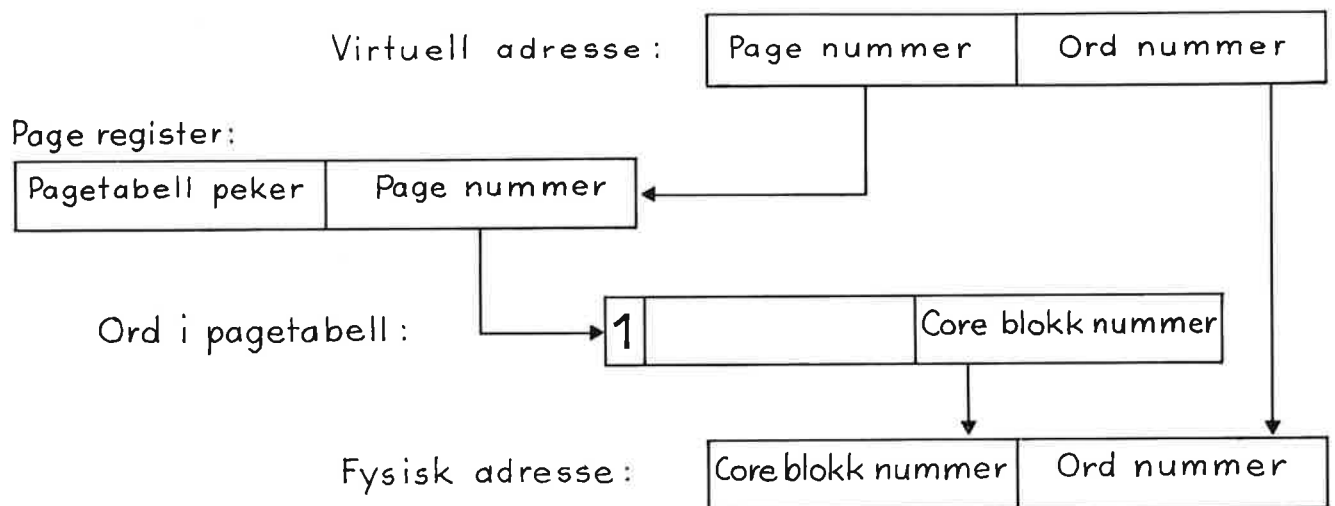 Virtuell adresse: Page nummer Ord nummer
Page register:
Pagetabell peker Page nummer
Ord i pagetabell: 1 Core blokk nummer
Fysisk adresse: Core blokk nummer Ord nummer